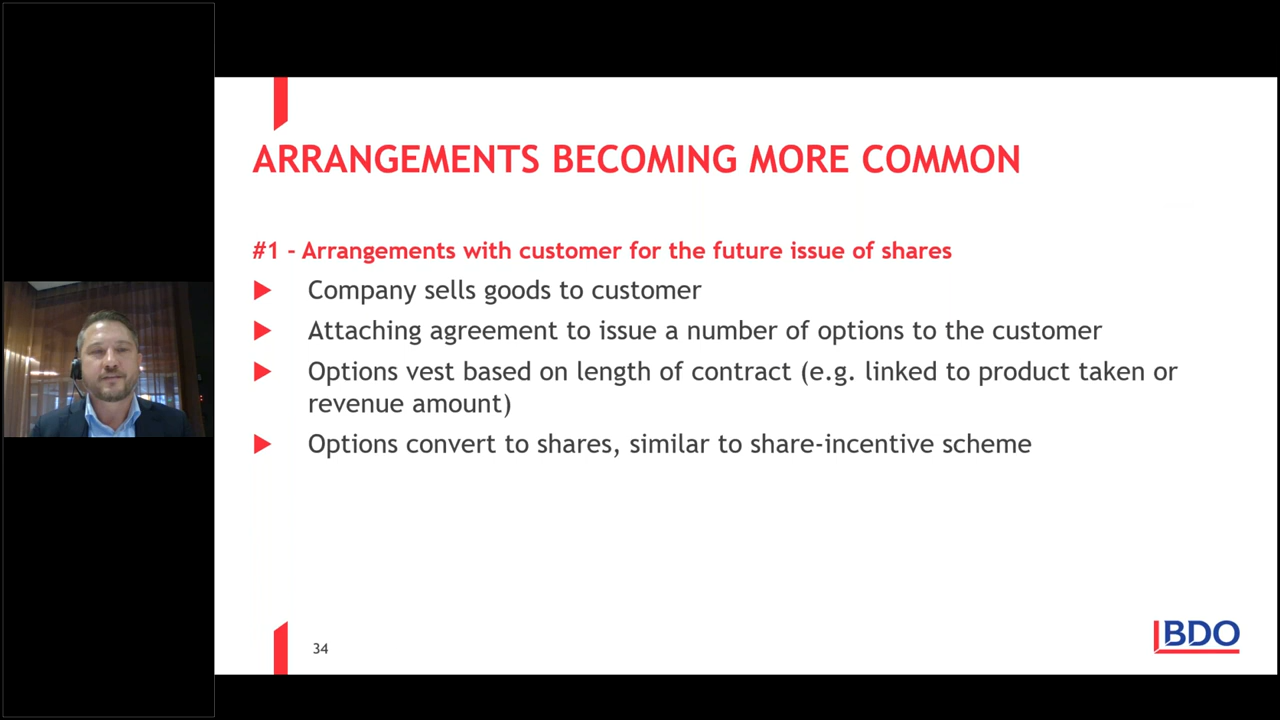 ARRANGEMENTS BECOMING MORE COMMON
#1 - Arrangements with customer for the future issue of shares
Company sells goods to customer
Attaching agreement to issue a number of options to the customer
Options vest based on length of contract (e.g. linked to product taken or
revenue amount)
Options convert to shares, similar to share-incentive scheme
34
BDO